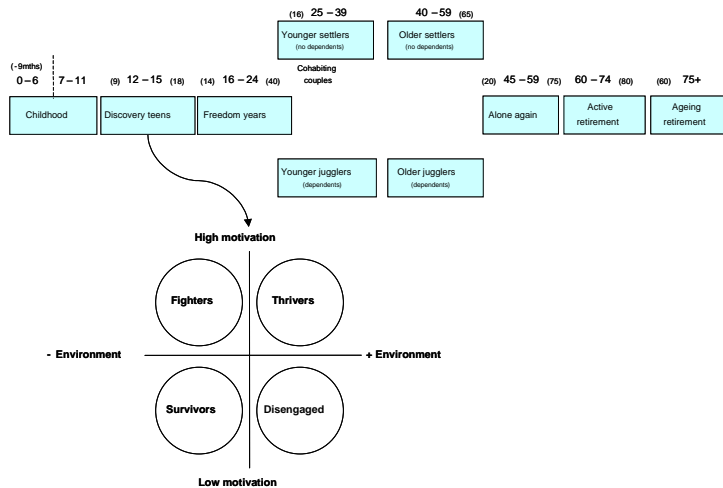 (16) 25 – 39
40 – 59 (65)
Younger settlers
(no dependents)
Older settlers
(no dependents)
Cohabiting
couples
(-9mths)
0 – 6
7 – 11
(9) 12 – 15 (18)
(14) 16 – 24 (40)
(20) 45 – 59 (75)
60 – 74 (80)
(60) 75+
Childhood
Discovery teens
Freedom years
Alone again
Active
retirement
Ageing
retirement
Younger jugglers
(dependents)
Older jugglers
(dependents)
High motivation
Fighters
Thrivers
- Environment
+ Environment
Survivors
Disengaged
Low motivation